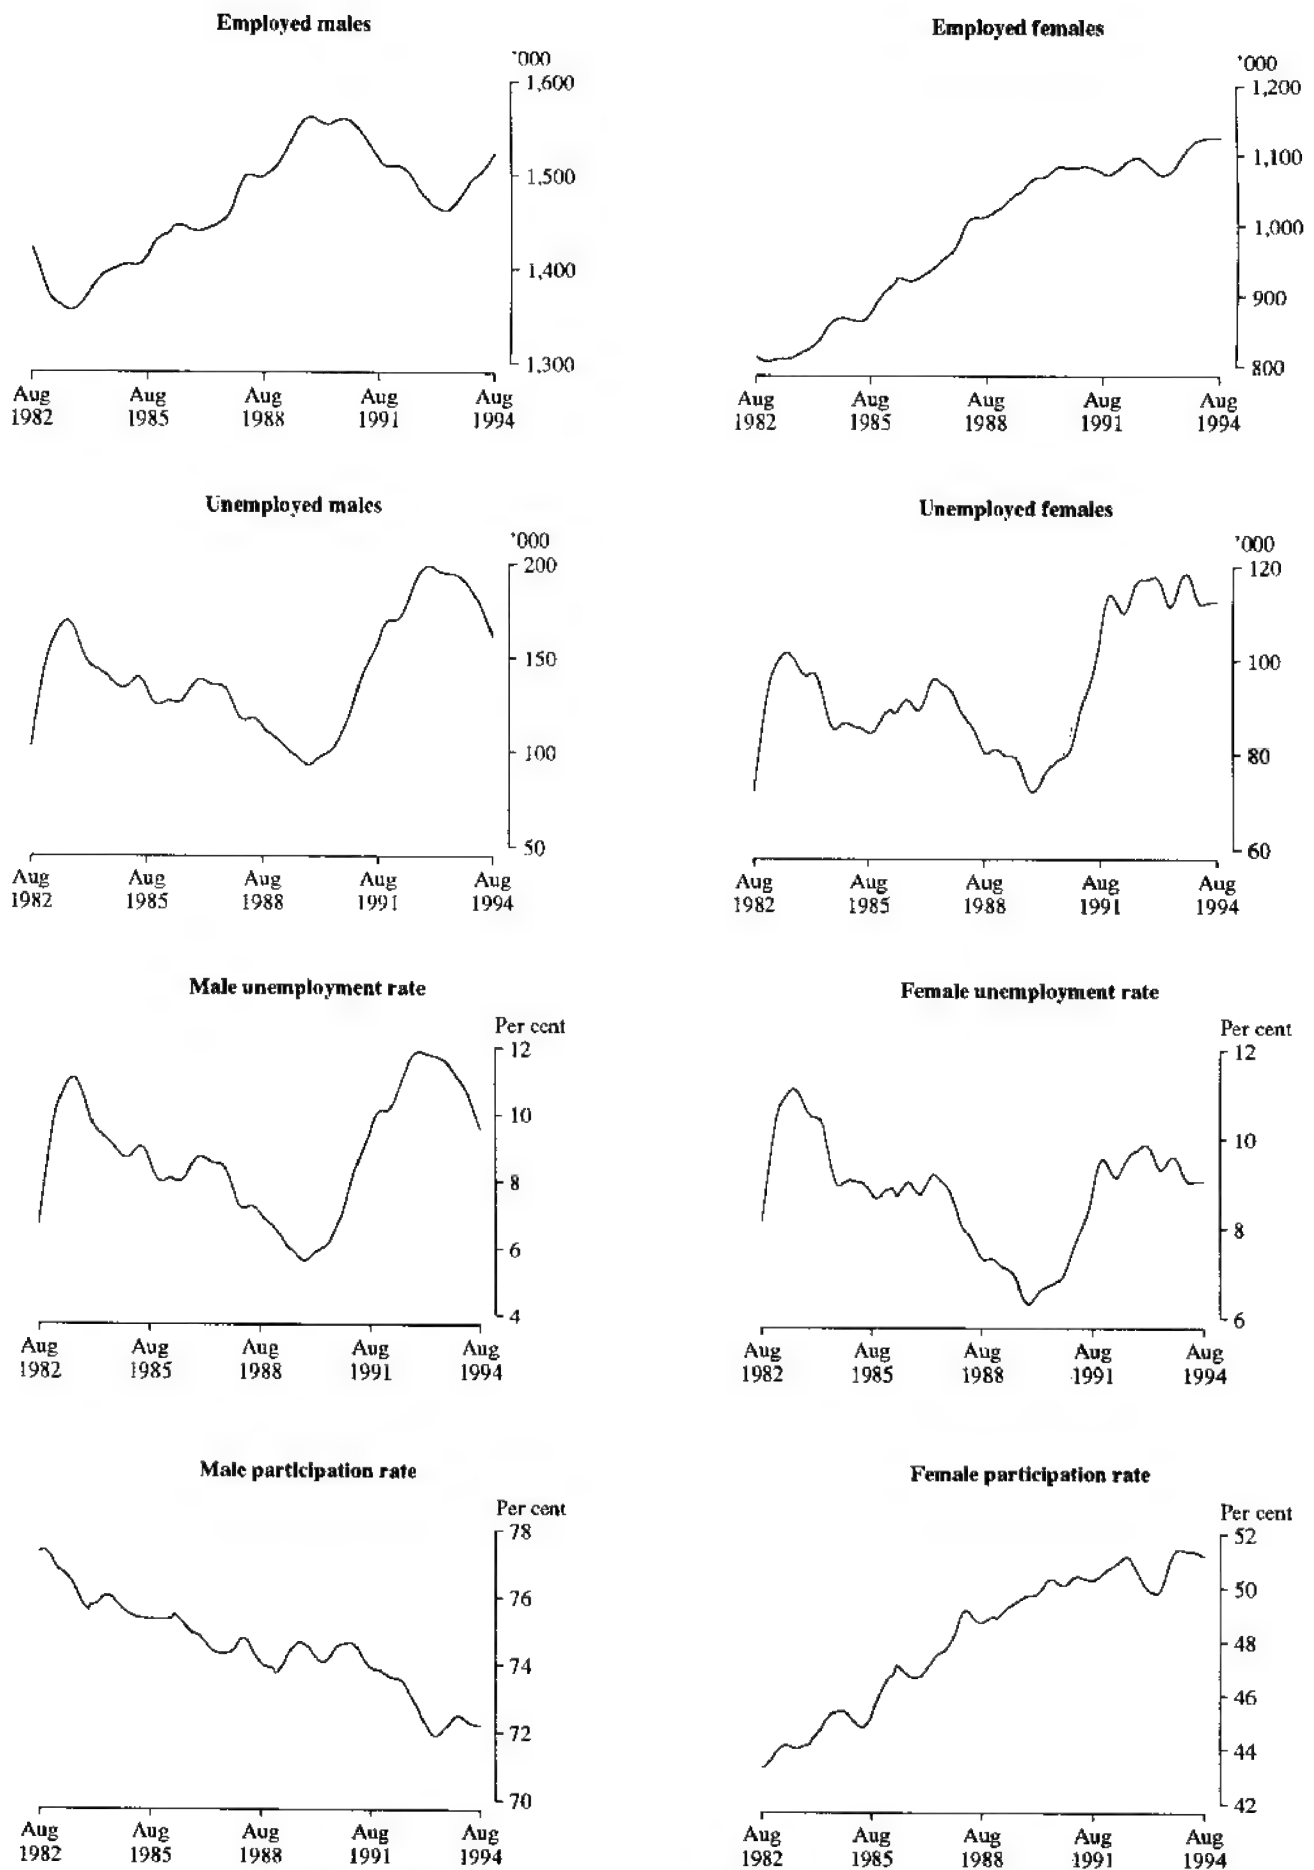 Employed males
'000
1,600
1,500
1,400
1,300
Aug Aug Aug Aug Aug
1982 1985 1988 1991 1994
Employed females
'000
1,200
1,100
1,000
900
800
Aug Aug Aug Aug Aug
1982 1985 1988 1991 1994
Unemployed males
'000
200
150
100
50
Aug Aug Aug Aug Aug
1982 1985 1988 1991 1994
Unemployed females
'000
120
100
80
60
Aug Aug Aug Aug Aug
1982 1985 1988 1991 1994
Male unemployment rate
Per cent
12
10
8
6
4
Aug Aug Aug Aug Aug
1982 1985 1988 1991 1994
Female unemployment rate
Per cent
12
10
8
6
Aug Aug Aug Aug Aug
1982 1985 1988 1991 1994
Male participation rate
Per cent
78
76
74
72
70
Aug Aug Aug Aug Aug
1982 1985 1988 1991 1994
Female participation rate
Per cent
52
50
48
46
44
42
Aug Aug Aug Aug Aug
1982 1985 1988 1991 1994